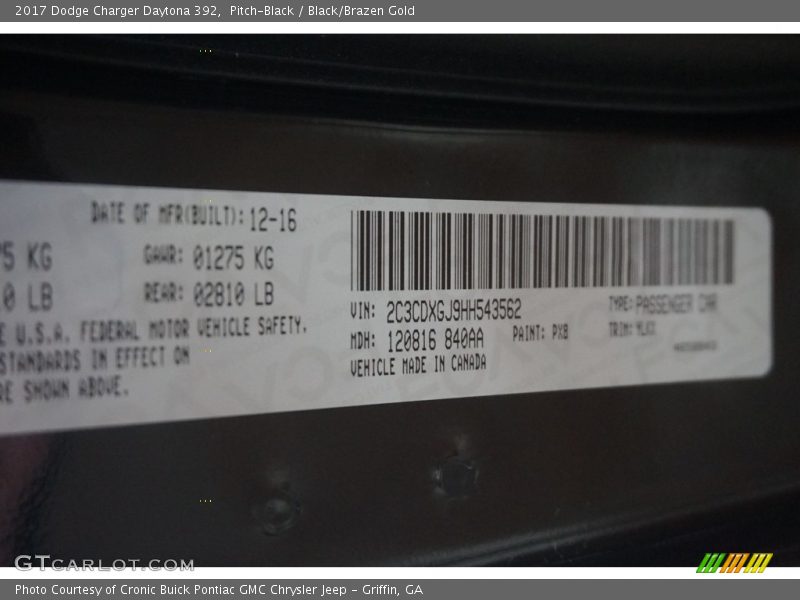 2017 Dodge Charger Daytona 392,  Pitch-Black / Black/Brazen Gold
DATE OF MFR(BUILT): 12-16
5 KG GAWR: 01275 KG
0 LB REAR: 02810 LB
U.S.A. FEDERAL MOTOR VEHICLE SAFETY.
STANDARDS IN EFFECT ON
SHOWN ABOVE.
VIN: 2C3CDXGJ9HH543562 TYPE: PASSENGER CAR
MDH: 120816 840AA PAINT: PX8 TRIM:
VEHICLE MADE IN CANADA
GTCARLOT.COM
Photo Courtesy of Cronic Buick Pontiac GMC Chrysler Jeep - Griffin, GA